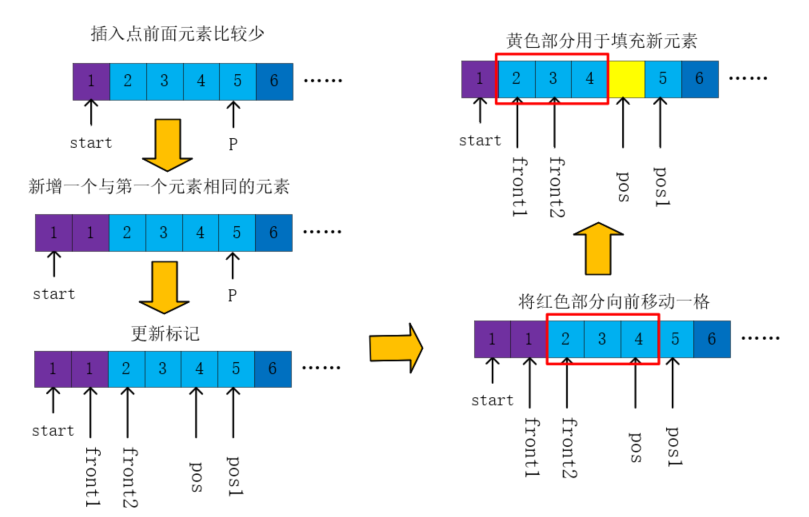 插入点前面元素比较少
1 2 3 4 5 6 ……
start P
新增一个与第一个元素相同的元素
1 1 2 3 4 5 6 ……
start P
更新标记
1 1 2 3 4 5 6 ……
start
front1 front2 pos pos1
黄色部分用于填充新元素
1 2 3 4 5 6 ……
start
front1 front2 pos pos1
将红色部分向前移动一格
1 1 2 3 4 5 6 ……
start
front1 front2 pos pos1